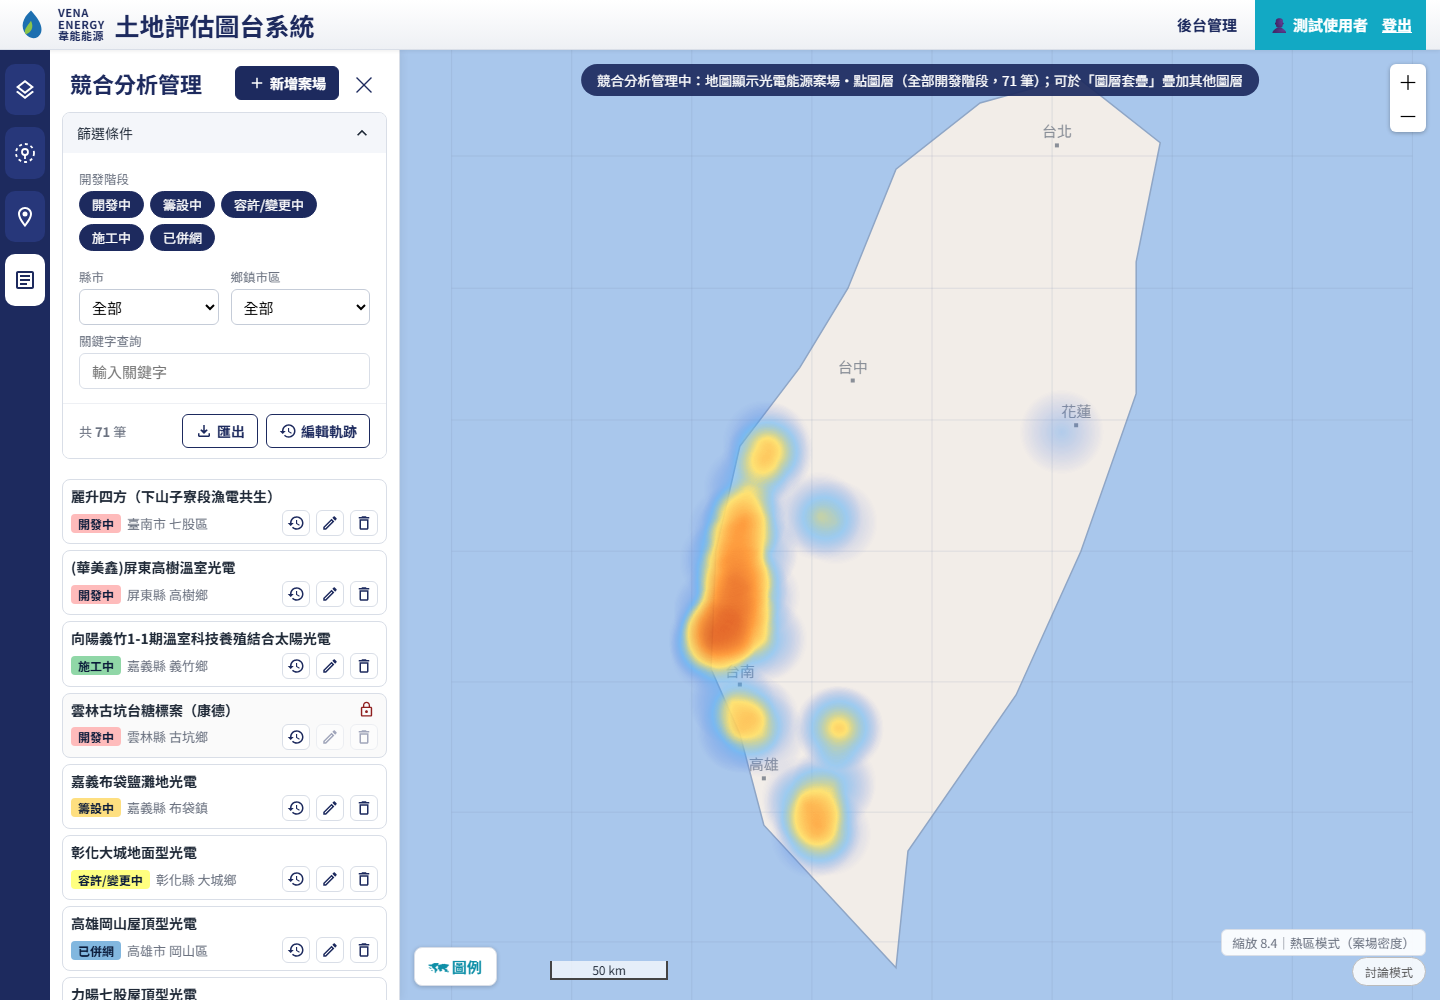 VENA
ENERGY
韋能能源
土地評估圖台系統
後台管理
測試使用者
登出
競合分析管理
新增案場
篩選條件
開發階段
開發中
籌設中
容許/變更中
施工中
已併網
縣市
鄉鎮市區
全部
全部
關鍵字查詢
輸入關鍵字
共 71 筆
匯出
編輯軌跡
麗升四方（下山子寮段漁電共生）
開發中
臺南市 七股區
(華美鑫)屏東高樹溫室光電
開發中
屏東縣 高樹鄉
向陽義竹1-1期溫室科技養殖結合太陽光電
施工中
嘉義縣 義竹鄉
雲林古坑台糖標案（康德）
開發中
雲林縣 古坑鄉
嘉義布袋鹽灘地光電
籌設中
嘉義縣 布袋鎮
彰化大城地面型光電
容許/變更中
彰化縣 大城鄉
高雄岡山屋頂型光電
已併網
高雄市 岡山區
力暘七股屋頂型光電
競合分析管理中：地圖顯示光電能源案場・點圖層（全部開發階段，71 筆）；可於「圖層套疊」疊加其他圖層
台北
台中
花蓮
台南
高雄
圖例
50 km
縮放 8.4｜熱區模式（案場密度）
討論模式